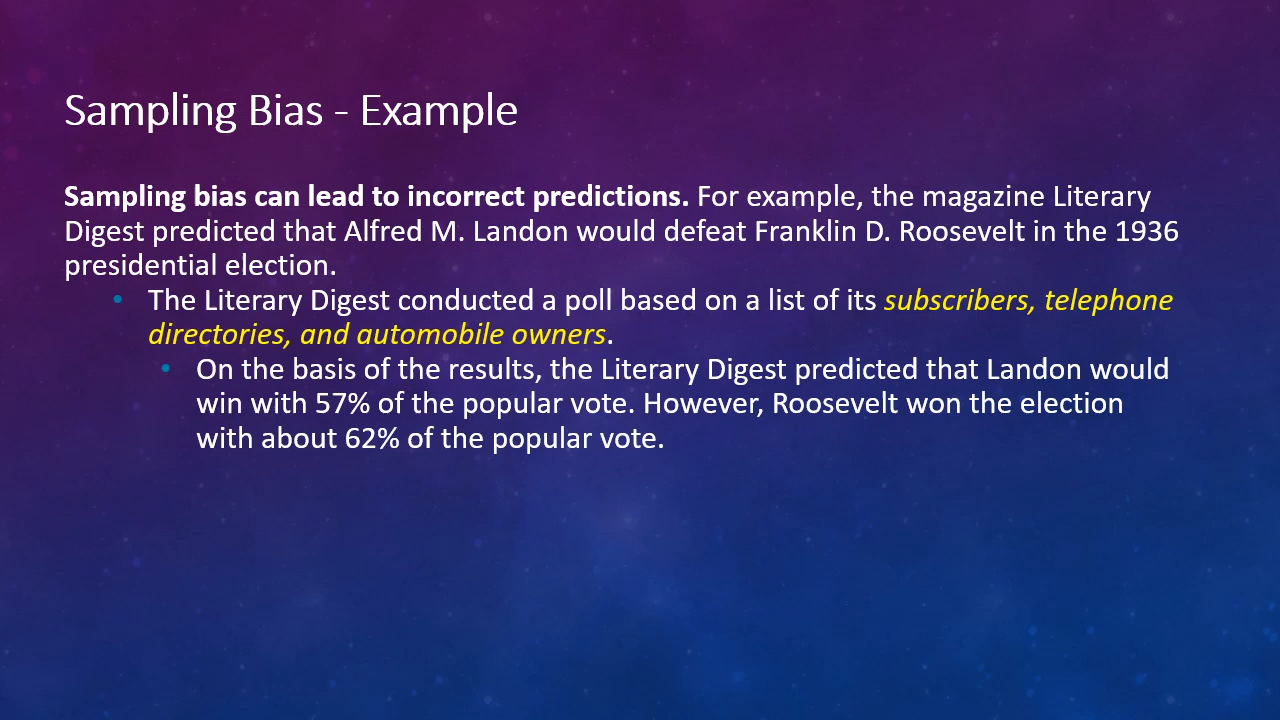 Sampling Bias - Example
Sampling bias can lead to incorrect predictions. For example, the magazine Literary
Digest predicted that Alfred M. Landon would defeat Franklin D. Roosevelt in the 1936
presidential election.
• The Literary Digest conducted a poll based on a list of its subscribers, telephone
directories, and automobile owners.
• On the basis of the results, the Literary Digest predicted that Landon would
win with 57% of the popular vote. However, Roosevelt won the election
with about 62% of the popular vote.